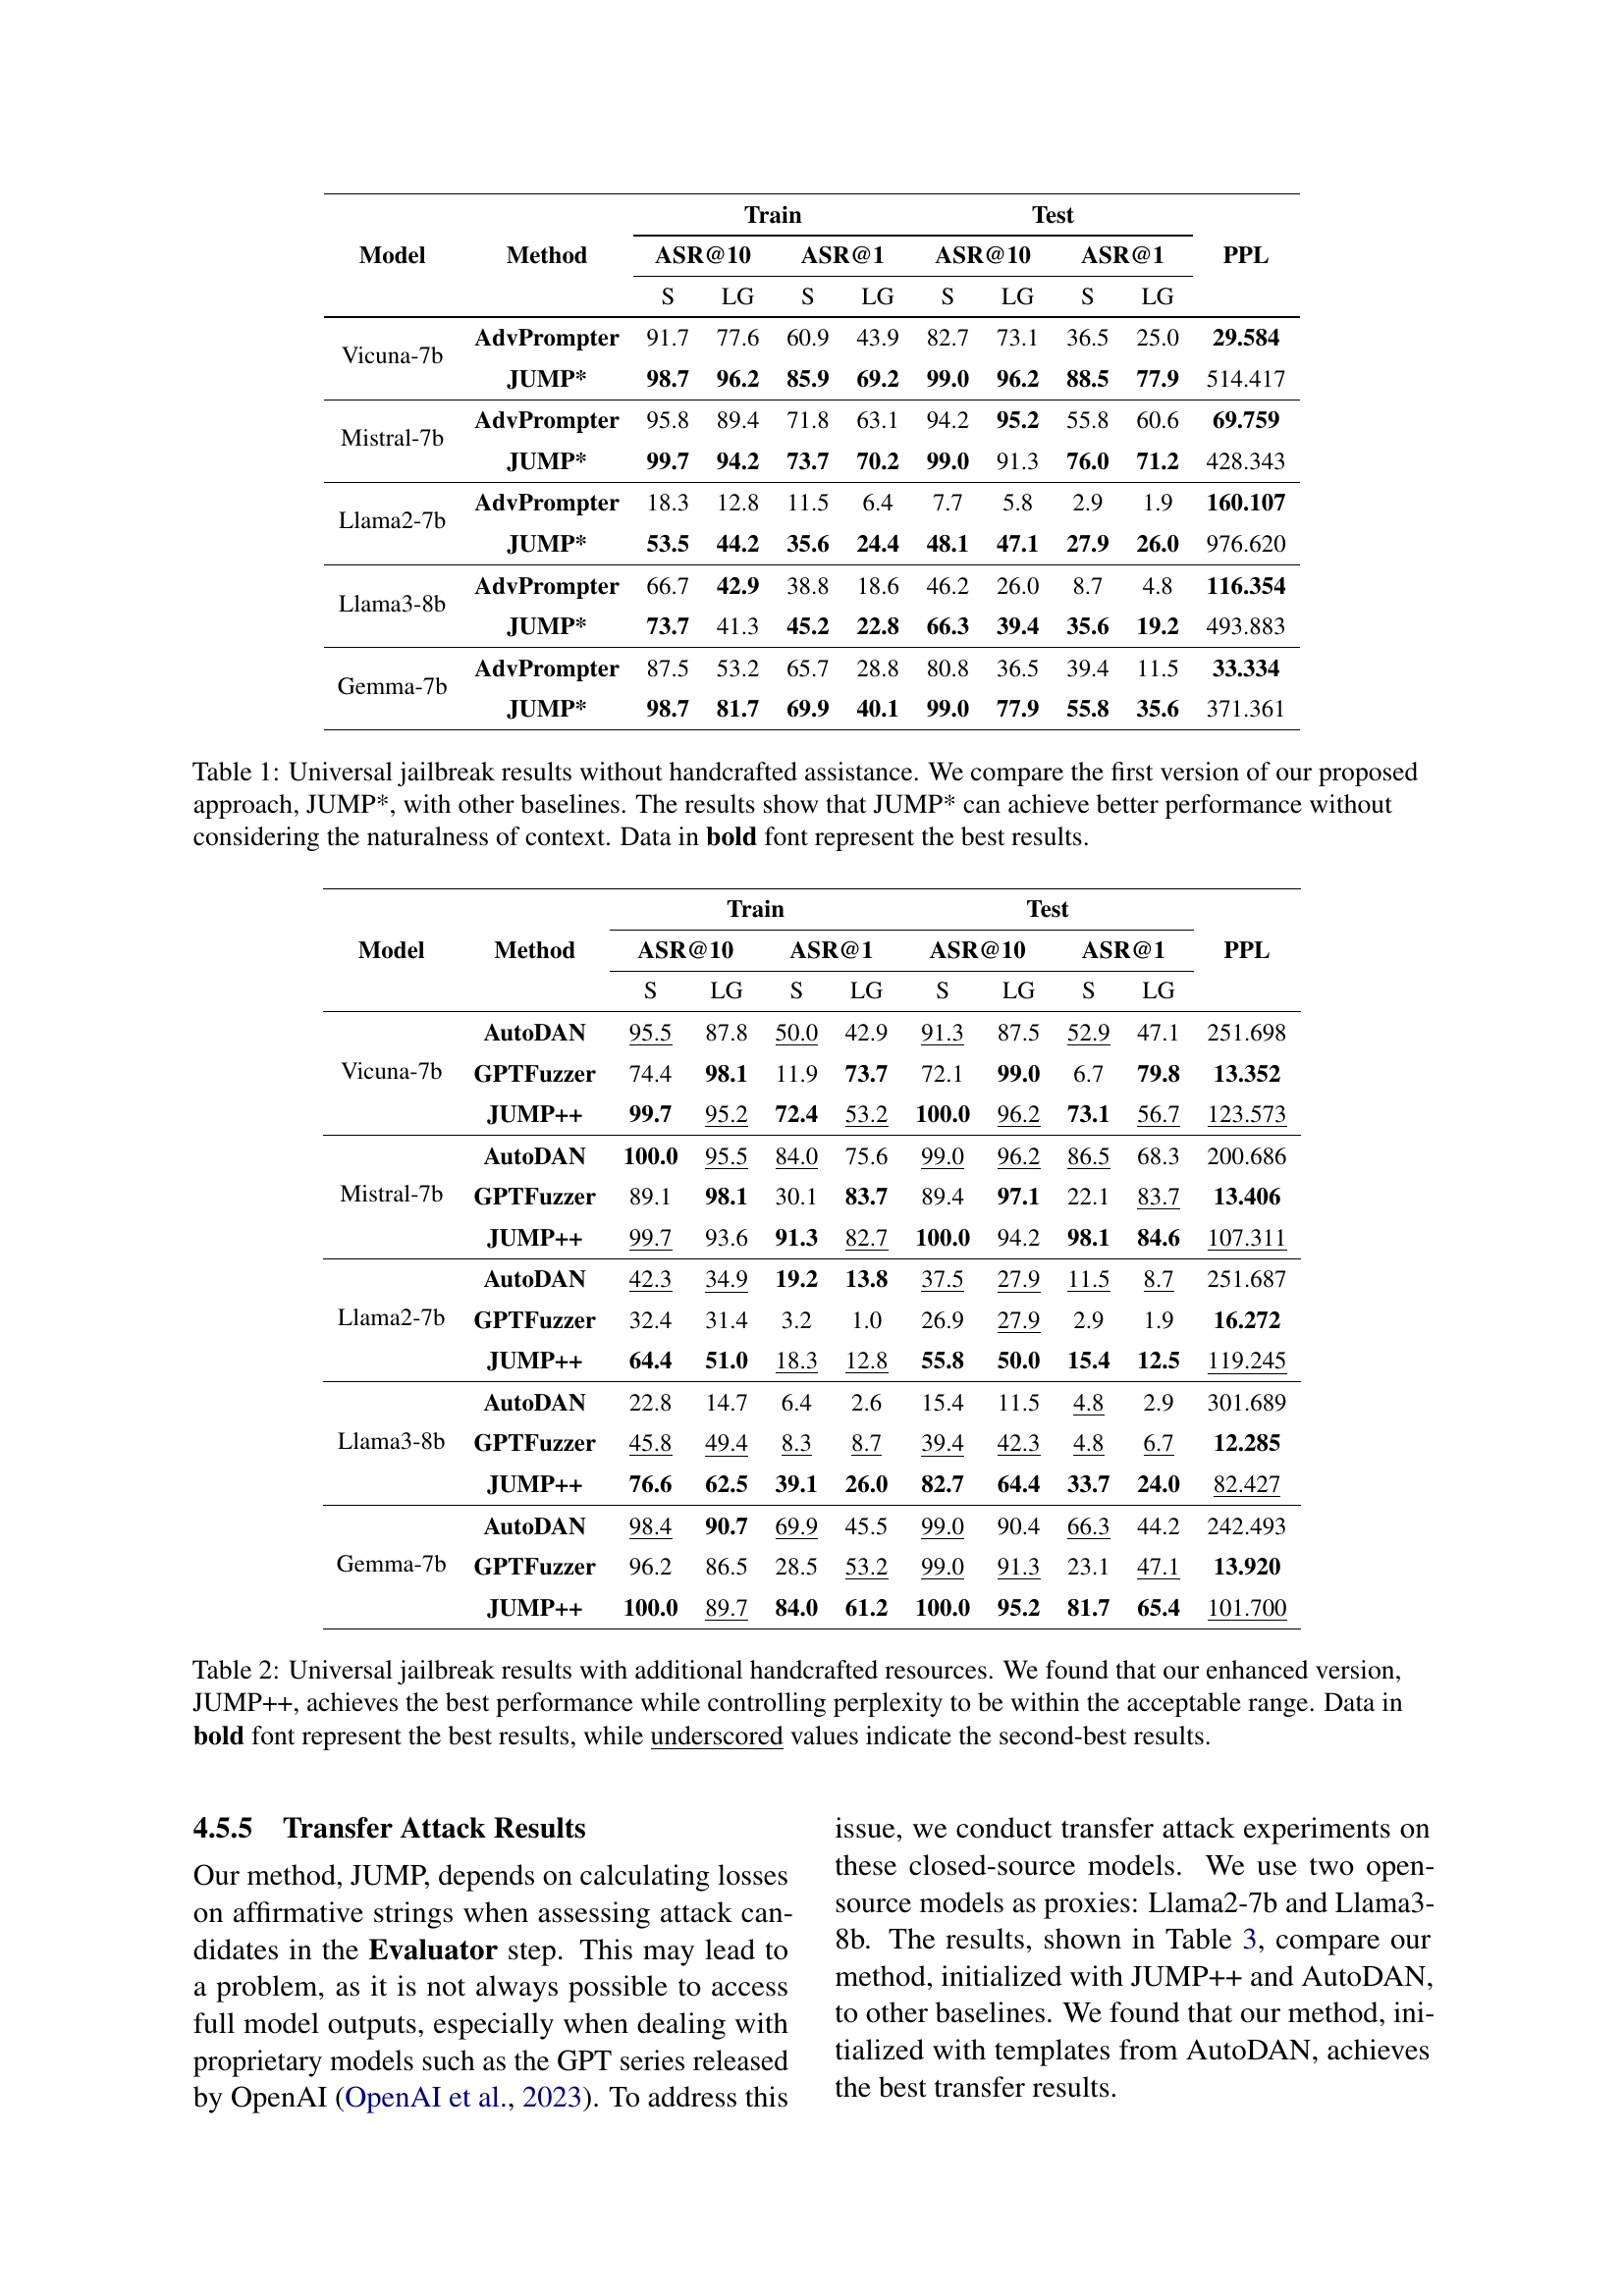 Train Test
Model Method ASR@10 ASR@1 ASR@10 ASR@1 PPL
S LG S LG S LG S LG
Vicuna-7b AdvPrompter 91.7 77.6 60.9 43.9 82.7 73.1 36.5 25.0 29.584
JUMP* 98.7 96.2 85.9 69.2 99.0 96.2 88.5 77.9 514.417
Mistral-7b AdvPrompter 95.8 89.4 71.8 63.1 94.2 95.2 55.8 60.6 69.759
JUMP* 99.7 94.2 73.7 70.2 99.0 91.3 76.0 71.2 428.343
Llama2-7b AdvPrompter 18.3 12.8 11.5 6.4 7.7 5.8 2.9 1.9 160.107
JUMP* 53.5 44.2 35.6 24.4 48.1 47.1 27.9 26.0 976.620
Llama3-8b AdvPrompter 66.7 42.9 38.8 18.6 46.2 26.0 8.7 4.8 116.354
JUMP* 73.7 41.3 45.2 22.8 66.3 39.4 35.6 19.2 493.883
Gemma-7b AdvPrompter 87.5 53.2 65.7 28.8 80.8 36.5 39.4 11.5 33.334
JUMP* 98.7 81.7 69.9 40.1 99.0 77.9 55.8 35.6 371.361
Table 1: Universal jailbreak results without handcrafted assistance. We compare the first version of our proposed
approach, JUMP*, with other baselines. The results show that JUMP* can achieve better performance without
considering the naturalness of context. Data in bold font represent the best results.
Train Test
Model Method ASR@10 ASR@1 ASR@10 ASR@1 PPL
S LG S LG S LG S LG
AutoDAN 95.5 87.8 50.0 42.9 91.3 87.5 52.9 47.1 251.698
Vicuna-7b GPTFuzzer 74.4 98.1 11.9 73.7 72.1 99.0 6.7 79.8 13.352
JUMP++ 99.7 95.2 72.4 53.2 100.0 96.2 73.1 56.7 123.573
AutoDAN 100.0 95.5 84.0 75.6 99.0 96.2 86.5 68.3 200.686
Mistral-7b GPTFuzzer 89.1 98.1 30.1 83.7 89.4 97.1 22.1 83.7 13.406
JUMP++ 99.7 93.6 91.3 82.7 100.0 94.2 98.1 84.6 107.311
AutoDAN 42.3 34.9 19.2 13.8 37.5 27.9 11.5 8.7 251.687
Llama2-7b GPTFuzzer 32.4 31.4 3.2 1.0 26.9 27.9 2.9 1.9 16.272
JUMP++ 64.4 51.0 18.3 12.8 55.8 50.0 15.4 12.5 119.245
AutoDAN 22.8 14.7 6.4 2.6 15.4 11.5 4.8 2.9 301.689
Llama3-8b GPTFuzzer 45.8 49.4 8.3 8.7 39.4 42.3 4.8 6.7 12.285
JUMP++ 76.6 62.5 39.1 26.0 82.7 64.4 33.7 24.0 82.427
AutoDAN 98.4 90.7 69.9 45.5 99.0 90.4 66.3 44.2 242.493
Gemma-7b GPTFuzzer 96.2 86.5 28.5 53.2 99.0 91.3 23.1 47.1 13.920
JUMP++ 100.0 89.7 84.0 61.2 100.0 95.2 81.7 65.4 101.700
Table 2: Universal jailbreak results with additional handcrafted resources. We found that our enhanced version,
JUMP++, achieves the best performance while controlling perplexity to be within the acceptable range. Data in
bold font represent the best results, while underscored values indicate the second-best results.
4.5.5 Transfer Attack Results
Our method, JUMP, depends on calculating losses
on affirmative strings when assessing attack can-
didates in the Evaluator step. This may lead to
a problem, as it is not always possible to access
full model outputs, especially when dealing with
proprietary models such as the GPT series released
by OpenAI (OpenAI et al., 2023). To address this
issue, we conduct transfer attack experiments on
these closed-source models. We use two open-
source models as proxies: Llama2-7b and Llama3-
8b. The results, shown in Table 3, compare our
method, initialized with JUMP++ and AutoDAN,
to other baselines. We found that our method, ini-
tialized with templates from AutoDAN, achieves
the best transfer results.